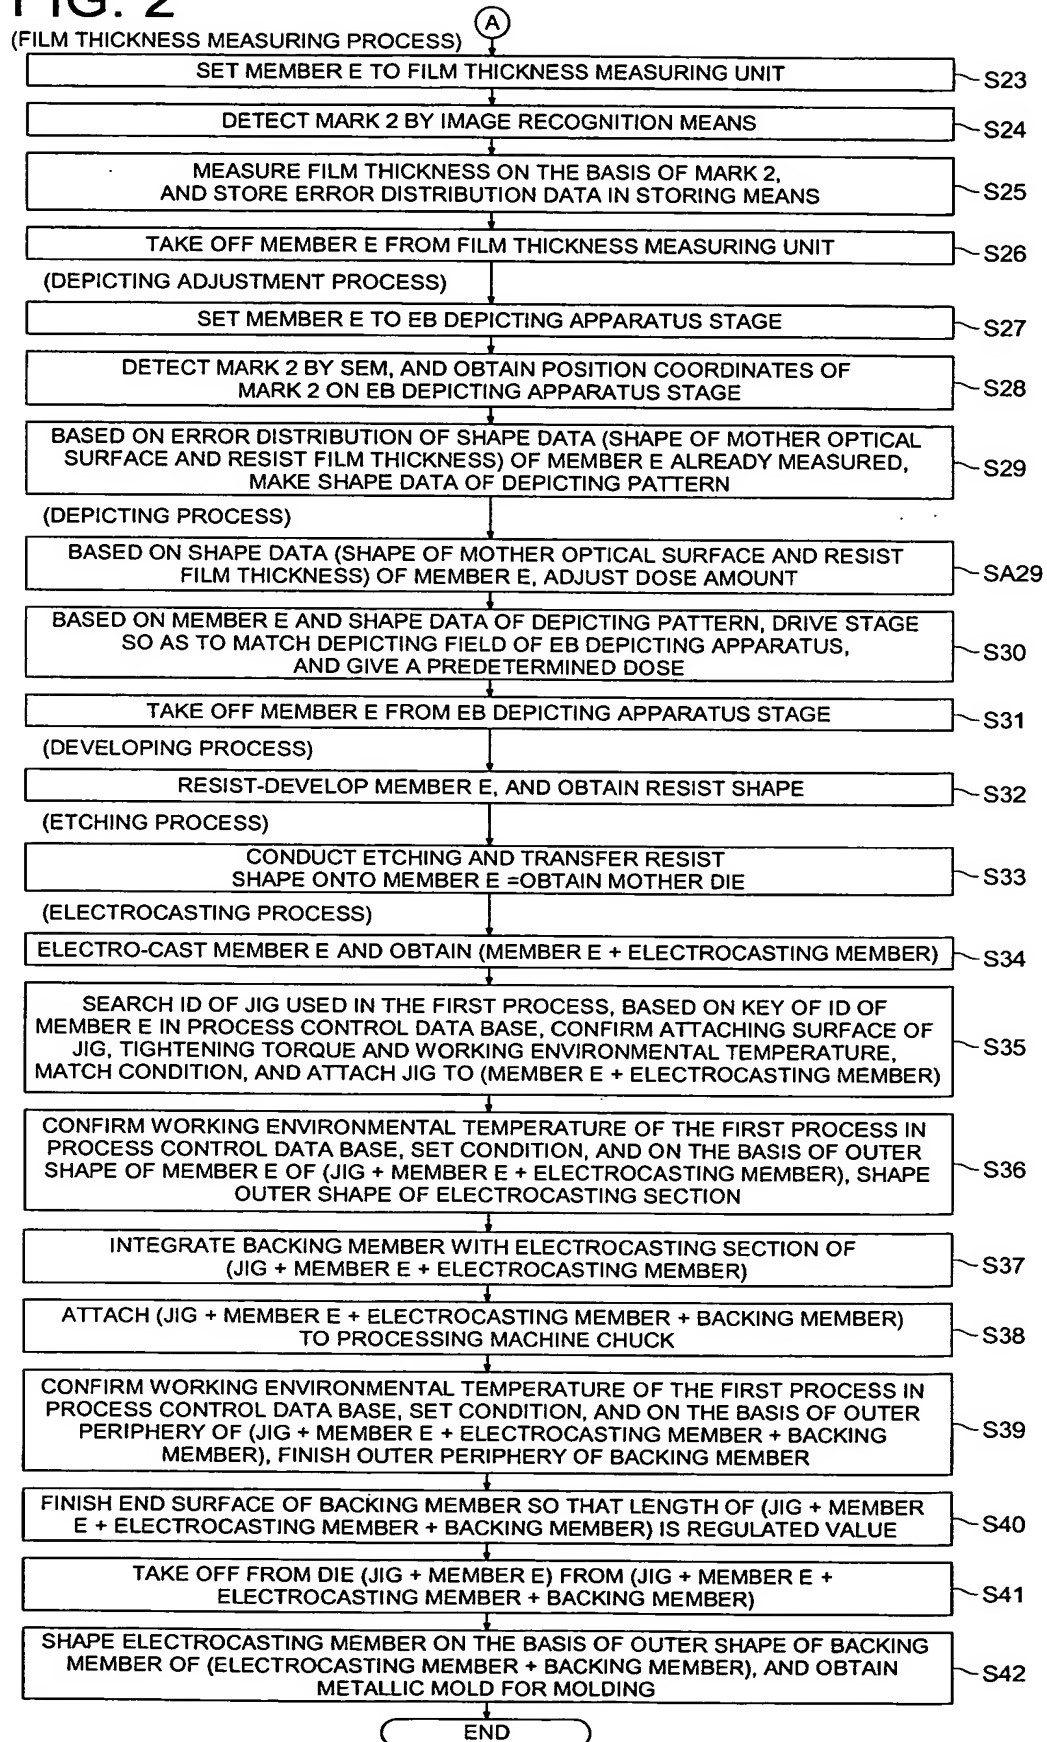 FIG. 2
A
(FILM THICKNESS MEASURING PROCESS)
SET MEMBER E TO FILM THICKNESS MEASURING UNIT
S23
DETECT MARK 2 BY IMAGE RECOGNITION MEANS
S24
MEASURE FILM THICKNESS ON THE BASIS OF MARK 2,
AND STORE ERROR DISTRIBUTION DATA IN STORING MEANS
S25
TAKE OFF MEMBER E FROM FILM THICKNESS MEASURING UNIT
S26
(DEPICTING ADJUSTMENT PROCESS)
SET MEMBER E TO EB DEPICTING APPARATUS STAGE
S27
DETECT MARK 2 BY SEM, AND OBTAIN POSITION COORDINATES OF
MARK 2 ON EB DEPICTING APPARATUS STAGE
S28
BASED ON ERROR DISTRIBUTION OF SHAPE DATA (SHAPE OF MOTHER OPTICAL
SURFACE AND RESIST FILM THICKNESS) OF MEMBER E ALREADY MEASURED,
MAKE SHAPE DATA OF DEPICTING PATTERN
S29
(DEPICTING PROCESS)
BASED ON SHAPE DATA (SHAPE OF MOTHER OPTICAL SURFACE AND RESIST
FILM THICKNESS) OF MEMBER E, ADJUST DOSE AMOUNT
SA29
BASED ON MEMBER E AND SHAPE DATA OF DEPICTING PATTERN, DRIVE STAGE
SO AS TO MATCH DEPICTING FIELD OF EB DEPICTING APPARATUS,
AND GIVE A PREDETERMINED DOSE
S30
TAKE OFF MEMBER E FROM EB DEPICTING APPARATUS STAGE
S31
(DEVELOPING PROCESS)
RESIST-DEVELOP MEMBER E, AND OBTAIN RESIST SHAPE
S32
(ETCHING PROCESS)
CONDUCT ETCHING AND TRANSFER RESIST
SHAPE ONTO MEMBER E =OBTAIN MOTHER DIE
S33
(ELECTROCASTING PROCESS)
ELECTRO-CAST MEMBER E AND OBTAIN (MEMBER E + ELECTROCASTING MEMBER)
S34
SEARCH ID OF JIG USED IN THE FIRST PROCESS, BASED ON KEY OF ID OF
MEMBER E IN PROCESS CONTROL DATA BASE, CONFIRM ATTACHING SURFACE OF
JIG, TIGHTENING TORQUE AND WORKING ENVIRONMENTAL TEMPERATURE,
MATCH CONDITION, AND ATTACH JIG TO (MEMBER E + ELECTROCASTING MEMBER)
S35
CONFIRM WORKING ENVIRONMENTAL TEMPERATURE OF THE FIRST PROCESS IN
PROCESS CONTROL DATA BASE, SET CONDITION, AND ON THE BASIS OF OUTER
SHAPE OF MEMBER E OF (JIG + MEMBER E + ELECTROCASTING MEMBER), SHAPE
OUTER SHAPE OF ELECTROCASTING SECTION
S36
INTEGRATE BACKING MEMBER WITH ELECTROCASTING SECTION OF
(JIG + MEMBER E + ELECTROCASTING MEMBER)
S37
ATTACH (JIG + MEMBER E + ELECTROCASTING MEMBER + BACKING MEMBER)
TO PROCESSING MACHINE CHUCK
S38
CONFIRM WORKING ENVIRONMENTAL TEMPERATURE OF THE FIRST PROCESS IN
PROCESS CONTROL DATA BASE, SET CONDITION, AND ON THE BASIS OF OUTER
PERIPHERY OF (JIG + MEMBER E + ELECTROCASTING MEMBER + BACKING
MEMBER), FINISH OUTER PERIPHERY OF BACKING MEMBER
S39
FINISH END SURFACE OF BACKING MEMBER SO THAT LENGTH OF (JIG + MEMBER
E + ELECTROCASTING MEMBER + BACKING MEMBER) IS REGULATED VALUE
S40
TAKE OFF FROM DIE (JIG + MEMBER E) FROM (JIG + MEMBER E +
ELECTROCASTING MEMBER + BACKING MEMBER)
S41
SHAPE ELECTROCASTING MEMBER ON THE BASIS OF OUTER SHAPE OF BACKING
MEMBER OF (ELECTROCASTING MEMBER + BACKING MEMBER), AND OBTAIN
METALLIC MOLD FOR MOLDING
S42
END